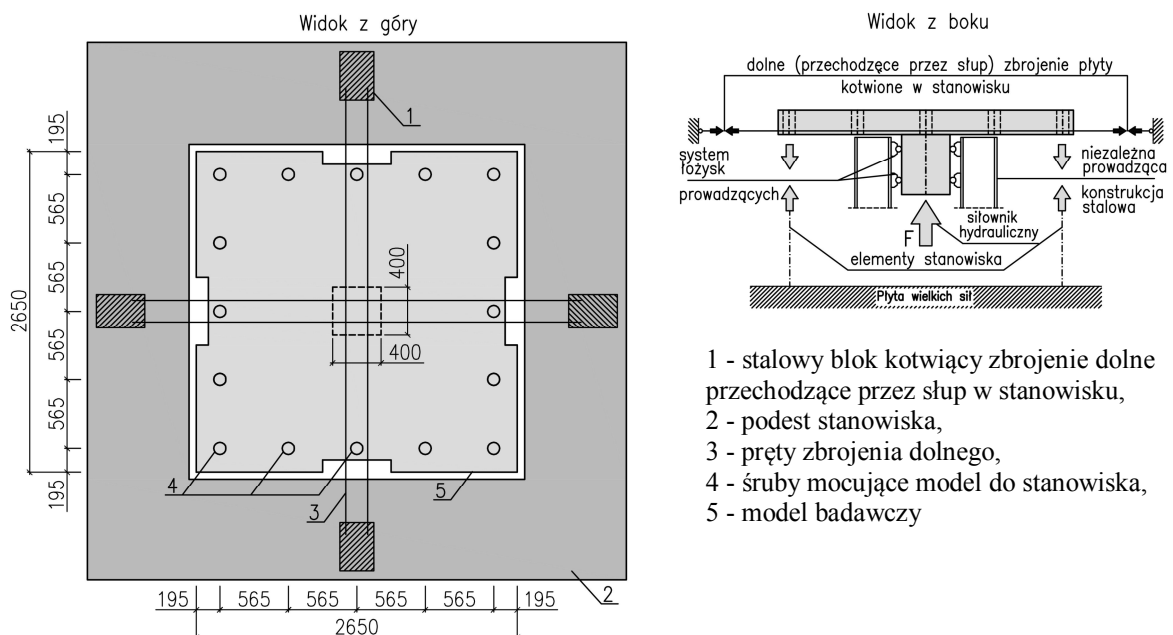 Widok z góry
1
195
565
565
565
565
195
2650
400
400
4
3
5
2
195
565
565
565
565
195
2650
Widok z boku
dolne (przechodzęce przez słup) zbrojenie płyty
kotwione w stanowisku
system
łożysk
prowadzących
niezależna
prowadząca
konstrukcja
stalowa
F
siłownik
hydrauliczny
elementy stanowiska
Płyta wielkich sił
1 - stalowy blok kotwiący zbrojenie dolne
przechodzące przez słup w stanowisku,
2 - podest stanowiska,
3 - pręty zbrojenia dolnego,
4 - śruby mocujące model do stanowiska,
5 - model badawczy